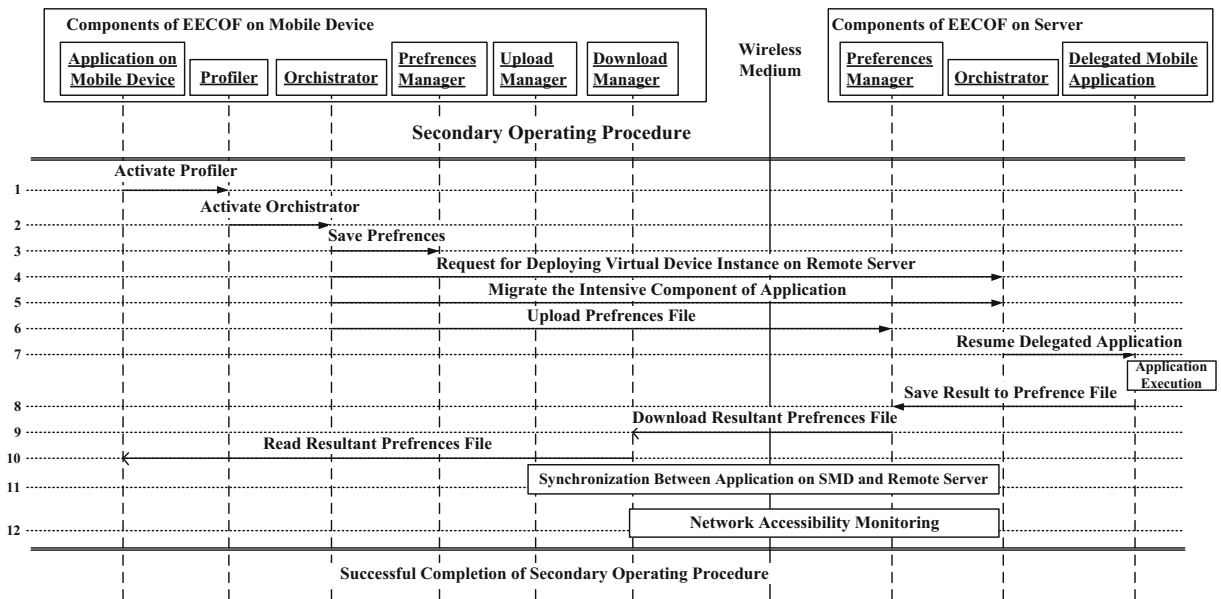 Components of EECOF on Mobile Device
Components of EECOF on Server
Application on
Mobile Device
Profiler
Orchistrator
Prefrences
Manager
Upload
Manager
Download
Manager
Wireless
Medium
Preferences
Manager
Orchistrator
Delegated Mobile
Application
Secondary Operating Procedure
Activate Profiler
1
Activate Orchistrator
2
Save Prefrences
3
Request for Deploying Virtual Device Instance on Remote Server
4
Migrate the Intensive Component of Application
5
Upload Prefrences File
6
Resume Delegated Application
7
Application
Execution
Save Result to Prefrence File
8
Download Resultant Prefrences File
9
Read Resultant Prefrences File
10
Synchronization Between Application on SMD and Remote Server
11
Network Accessibility Monitoring
12
Successful Completion of Secondary Operating Procedure